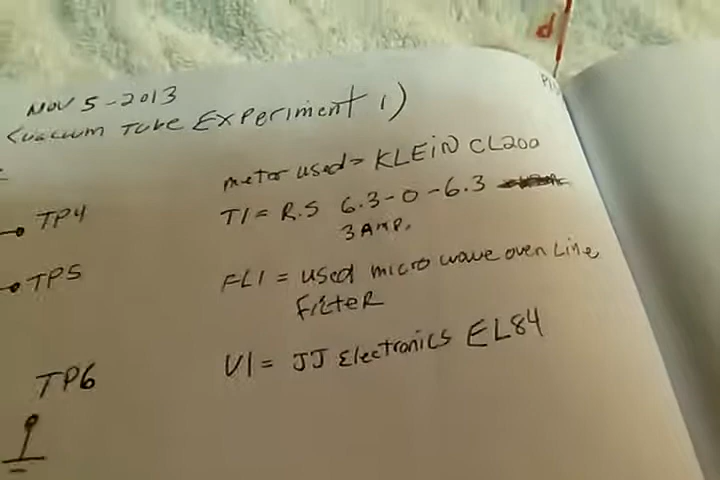 NOV 5-2013
(vacuum TUBE EXPeriment 1)
metor used= KLEIN CL200
TP4
T1= R.S 6.3-0-6.3
3 AMP.
TP5
FL1 = used micro wave oven Line
FILTER
V1= JJ Electronics EL84
TP6
d